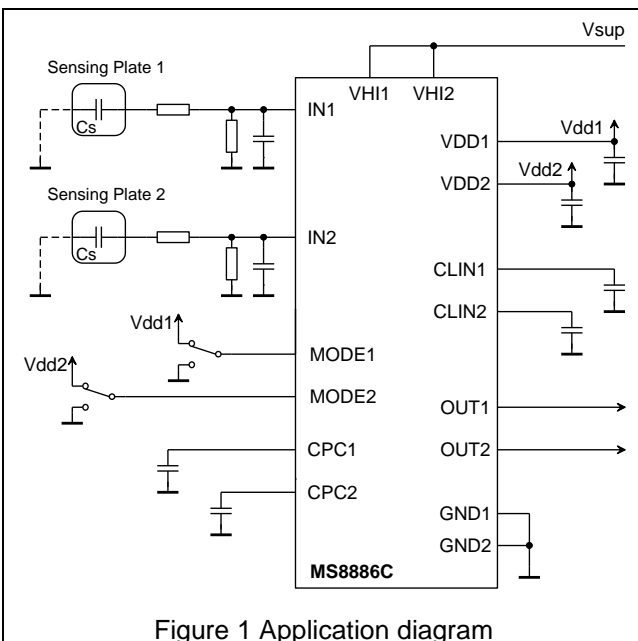 Vsup
Sensing Plate 1
Cs
IN1
VHI1 VHI2
VDD1
Vdd1
VDD2
Vdd2
Sensing Plate 2
Cs
IN2
CLIN1
CLIN2
Vdd1
MODE1
Vdd2
MODE2
OUT1
CPC1
OUT2
CPC2
GND1
GND2
MS8886C
Figure 1 Application diagram